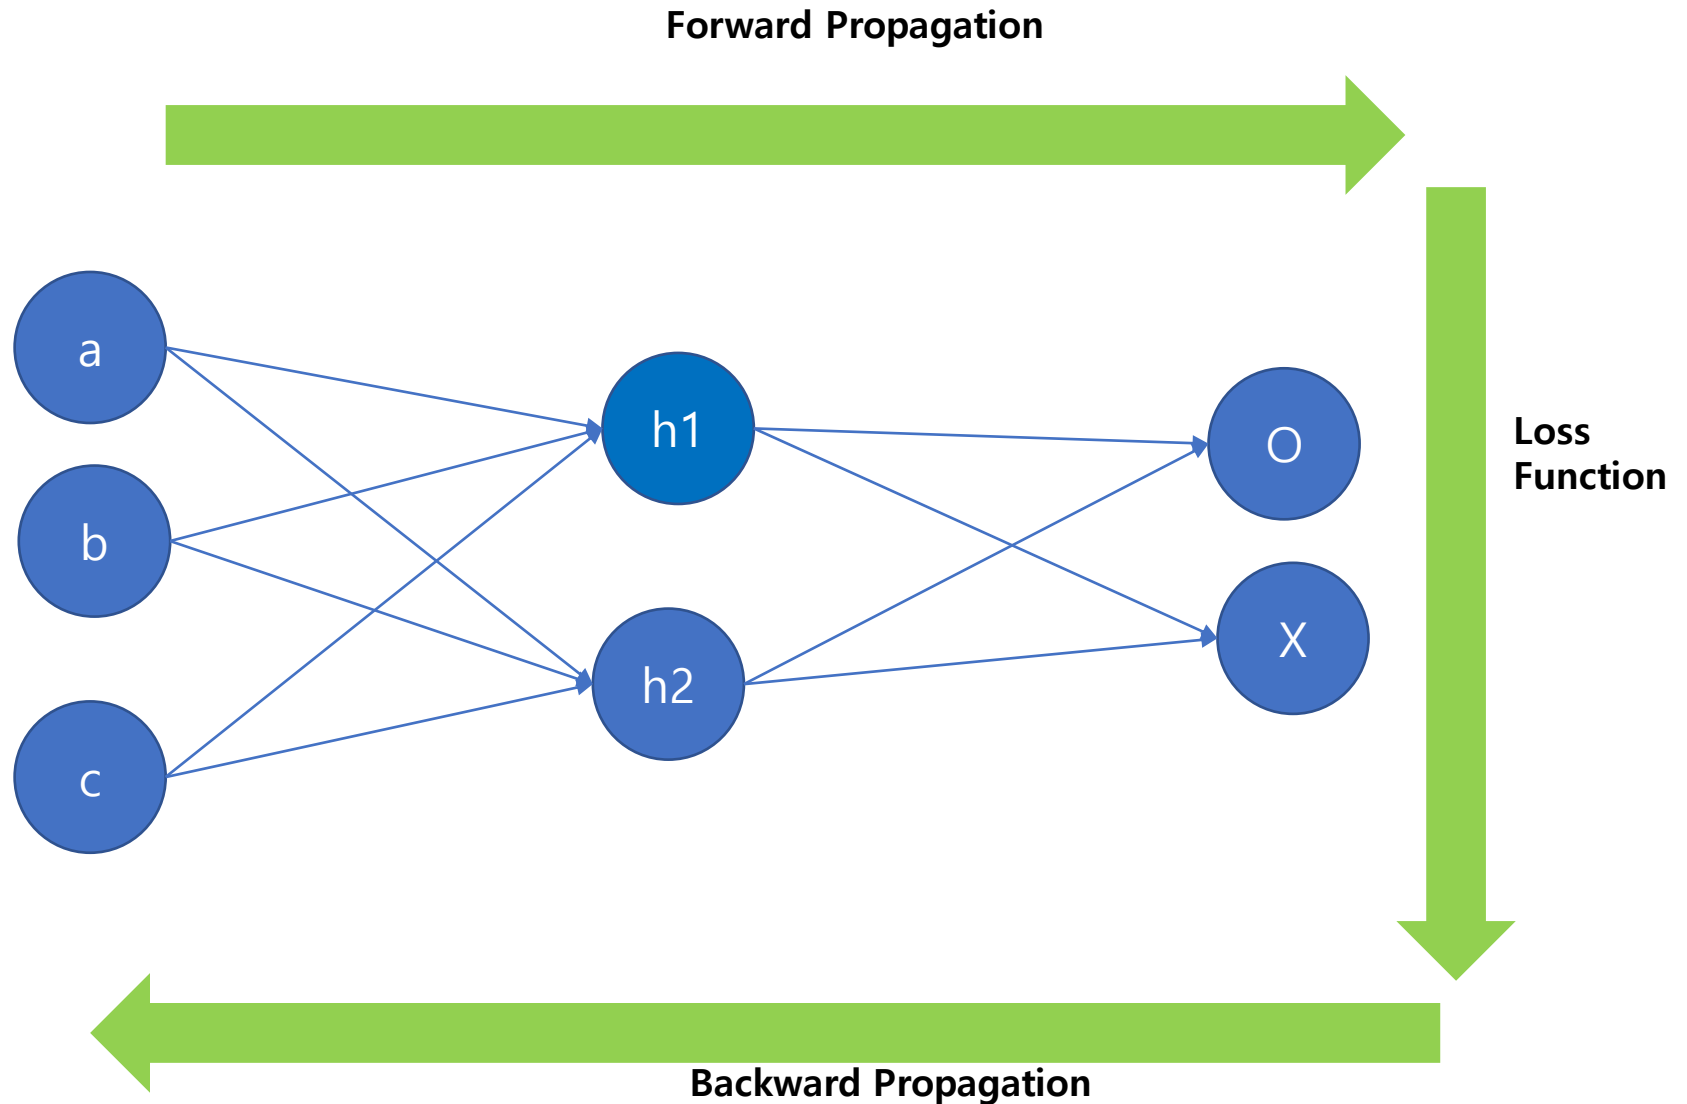 Forward Propagation
a
h1
O
Loss
Function
b
X
h2
c
Backward Propagation